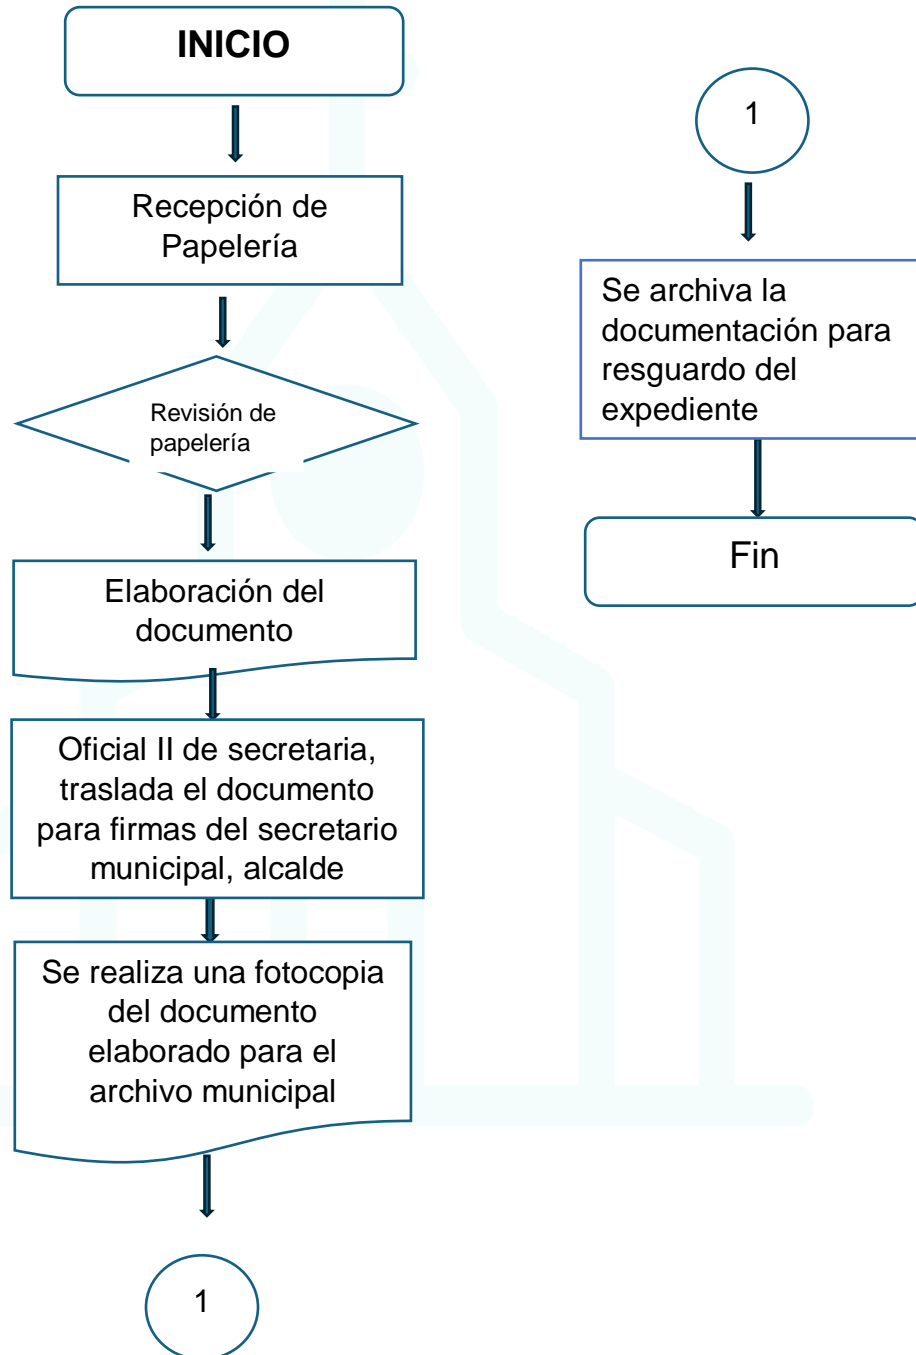 INICIO
Recepción de
Papelería
Revisión de
papelería
Elaboración del
documento
Oficial II de secretaria,
traslada el documento
para firmas del secretario
municipal, alcalde
Se realiza una fotocopia
del documento
elaborado para el
archivo municipal
1
1
Se archiva la
documentación para
resguardo del
expediente
Fin